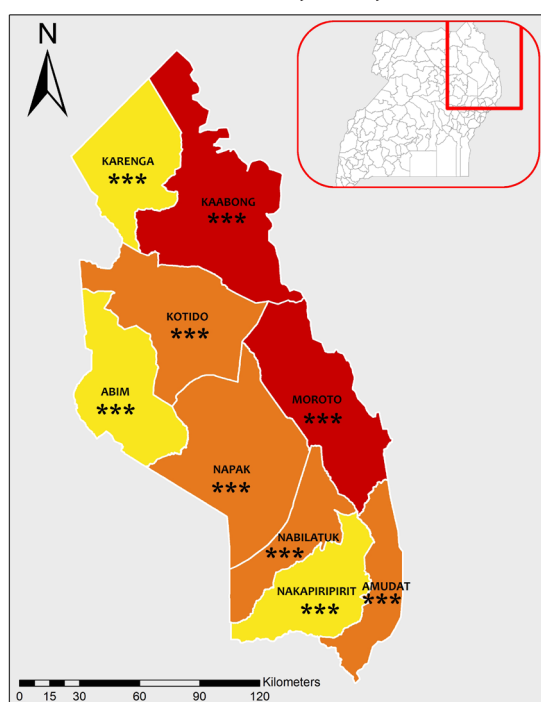 N
KARENGA
***
KAABONG
***
KOTIDO
***
ABIM
***
MOROTO
***
NAPAK
***
NABILATUK
***
AMUDAT
***
NAKAPIRIPIRIT
***
Kilometers
0 15 30 60 90 120